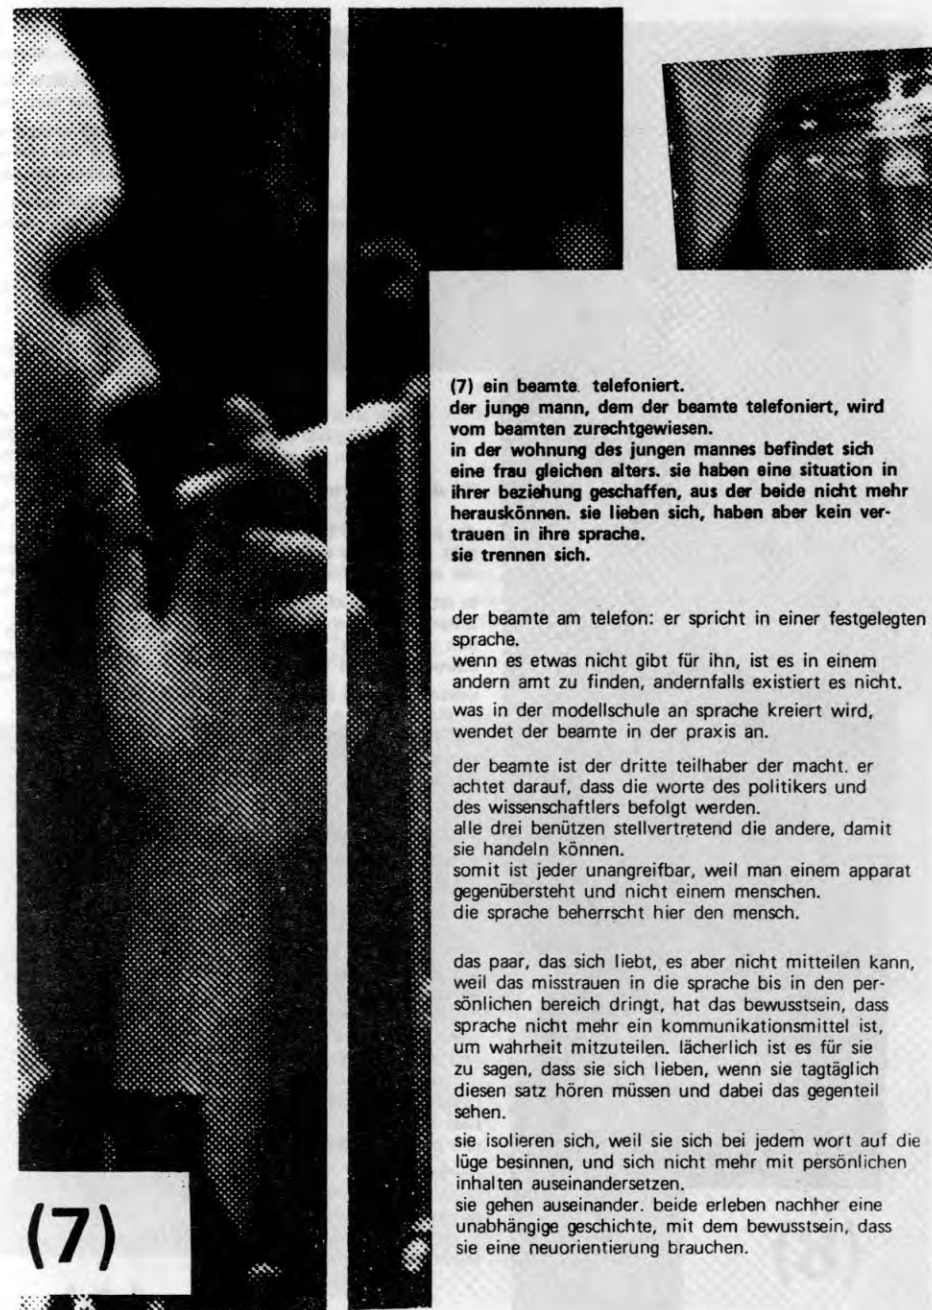 (7) ein beamte telefoniert.
der junge mann, dem der beamte telefoniert, wird
vom beamten zurechtgewiesen.
in der wohnung des jungen mannes befindet sich
eine frau gleichen alters. sie haben eine situation in
ihrer beziehung geschaffen, aus der beide nicht mehr
herauskönnen. sie lieben sich, haben aber kein ver-
trauen in ihre sprache.
sie trennen sich.
der beamte am telefon: er spricht in einer festgelegten
sprache.
wenn es etwas nicht gibt für ihn, ist es in einem
andern amt zu finden, andernfalls existiert es nicht.
was in der modellschule an sprache kreiert wird,
wendet der beamte in der praxis an.
der beamte ist der dritte teilhaber der macht. er
achtet darauf, dass die worte des politikers und
des wissenschaftlers befolgt werden.
alle drei benützen stellvertretend die andere, damit
sie handeln können.
somit ist jeder unangreifbar, weil man einem apparat
gegenübersteht und nicht einem menschen.
die sprache beherrscht hier den mensch.
das paar, das sich liebt, es aber nicht mitteilen kann,
weil das misstrauen in die sprache bis in den per-
sönlichen bereich dringt, hat das bewusstsein, dass
sprache nicht mehr ein kommunikationsmittel ist,
um wahrheit mitzuteilen. lächerlich ist es für sie
zu sagen, dass sie sich lieben, wenn sie tagtäglich
diesen satz hören müssen und dabei das gegenteil
sehen.
sie isolieren sich, weil sie sich bei jedem wort auf die
lüge besinnen, und sich nicht mehr mit persönlichen
inhalten auseinandersetzen.
sie gehen auseinander. beide erleben nachher eine
unabhängige geschichte, mit dem bewusstsein, dass
sie eine neuorientierung brauchen.
(7)